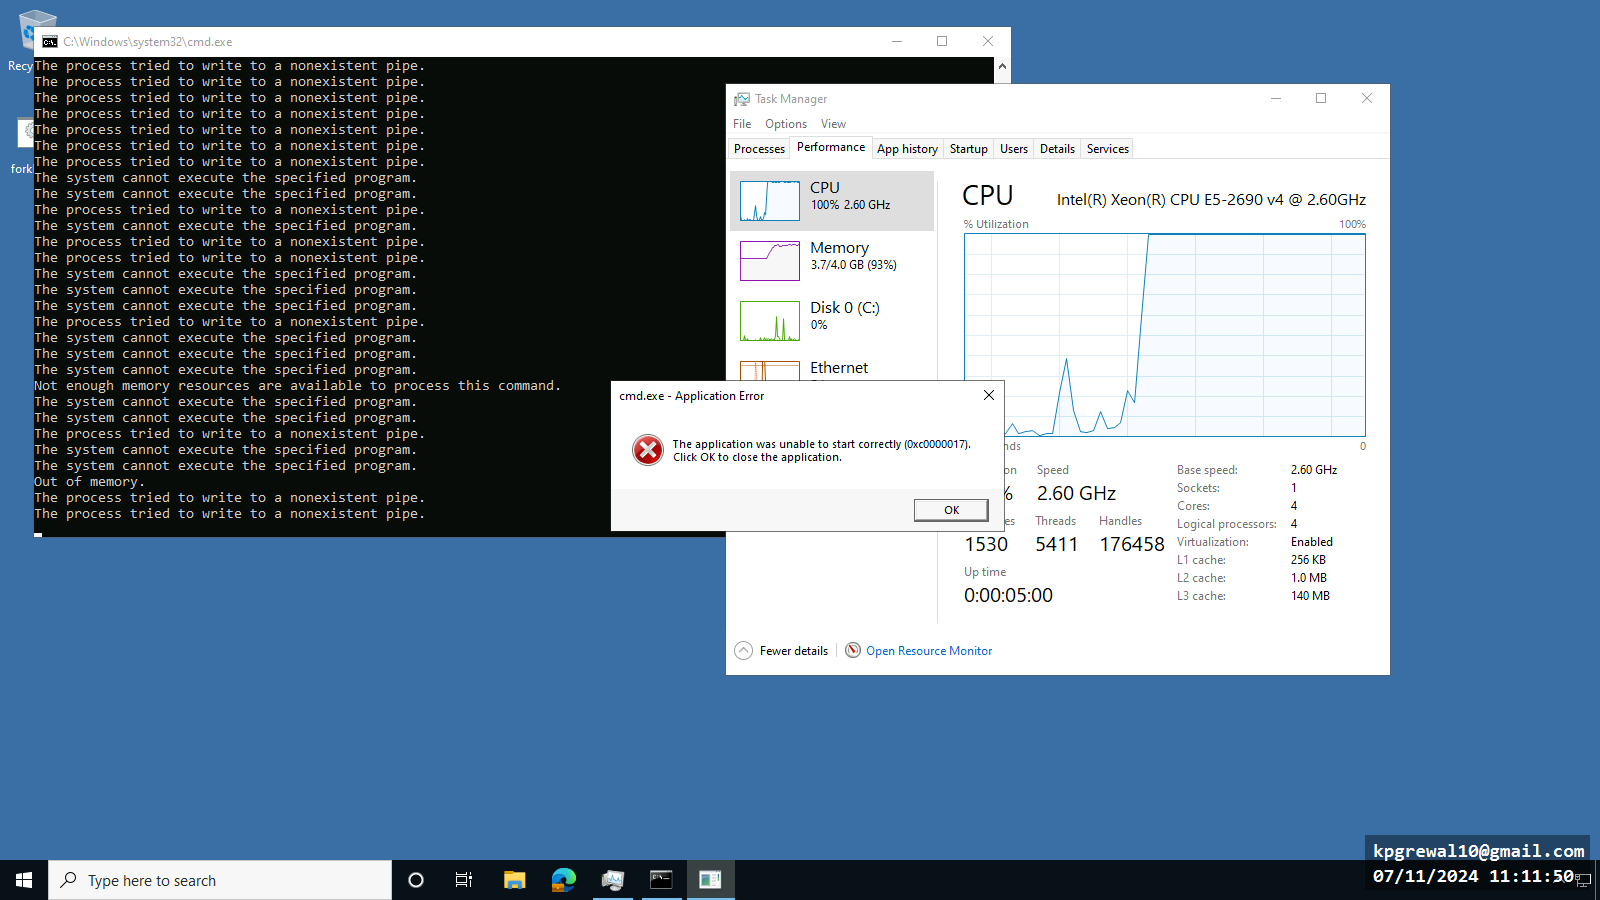 Recy
fork
C:\Windows\system32\cmd.exe
The process tried to write to a nonexistent pipe.
The process tried to write to a nonexistent pipe.
The process tried to write to a nonexistent pipe.
The process tried to write to a nonexistent pipe.
The process tried to write to a nonexistent pipe.
The process tried to write to a nonexistent pipe.
The process tried to write to a nonexistent pipe.
The system cannot execute the specified program.
The system cannot execute the specified program.
The process tried to write to a nonexistent pipe.
The system cannot execute the specified program.
The process tried to write to a nonexistent pipe.
The process tried to write to a nonexistent pipe.
The system cannot execute the specified program.
The system cannot execute the specified program.
The system cannot execute the specified program.
The process tried to write to a nonexistent pipe.
The system cannot execute the specified program.
The system cannot execute the specified program.
The system cannot execute the specified program.
Not enough memory resources are available to process this command.
The system cannot execute the specified program.
The system cannot execute the specified program.
The process tried to write to a nonexistent pipe.
The system cannot execute the specified program.
The system cannot execute the specified program.
Out of memory.
The process tried to write to a nonexistent pipe.
The process tried to write to a nonexistent pipe.
Task Manager
File Options View
Processes Performance App history Startup Users Details Services
CPU
100% 2.60 GHz
Memory
3.7/4.0 GB (93%)
Disk 0 (C:)
0%
Ethernet
CPU Intel(R) Xeon(R) CPU E5-2690 v4 @ 2.60GHz
% Utilization 100%
nds 0
on Speed
% 2.60 GHz
es Threads Handles
1530 5411 176458
Up time
0:00:05:00
Base speed: 2.60 GHz
Sockets: 1
Cores: 4
Logical processors: 4
Virtualization: Enabled
L1 cache: 256 KB
L2 cache: 1.0 MB
L3 cache: 140 MB
Fewer details Open Resource Monitor
cmd.exe - Application Error
The application was unable to start correctly (0xc0000017).
Click OK to close the application.
OK
Type here to search
kpgrewal10@gmail.com
07/11/2024 11:11:50